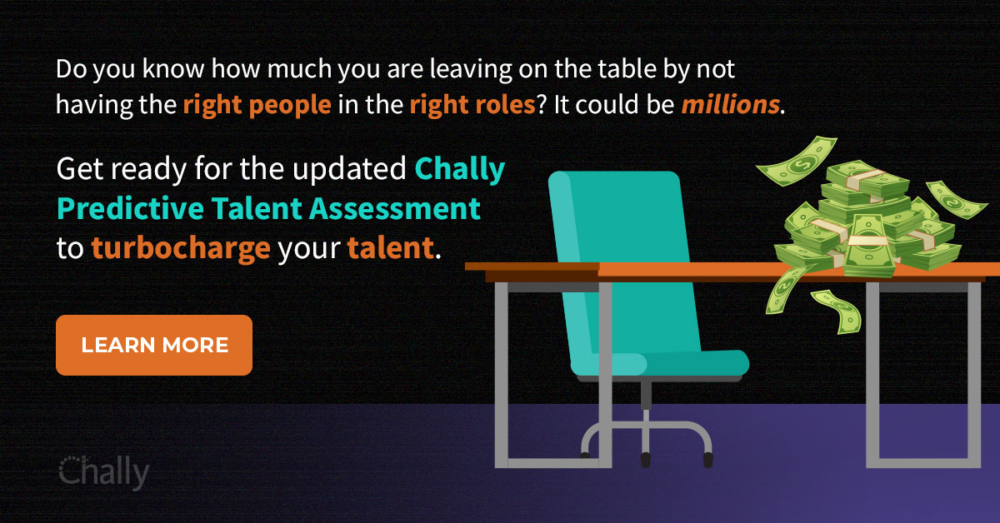 Do you know how much you are leaving on the table by not
having the right people in the right roles? It could be millions.
Get ready for the updated Chally
Predictive Talent Assessment
to turbocharge your talent.
LEARN MORE
Chally